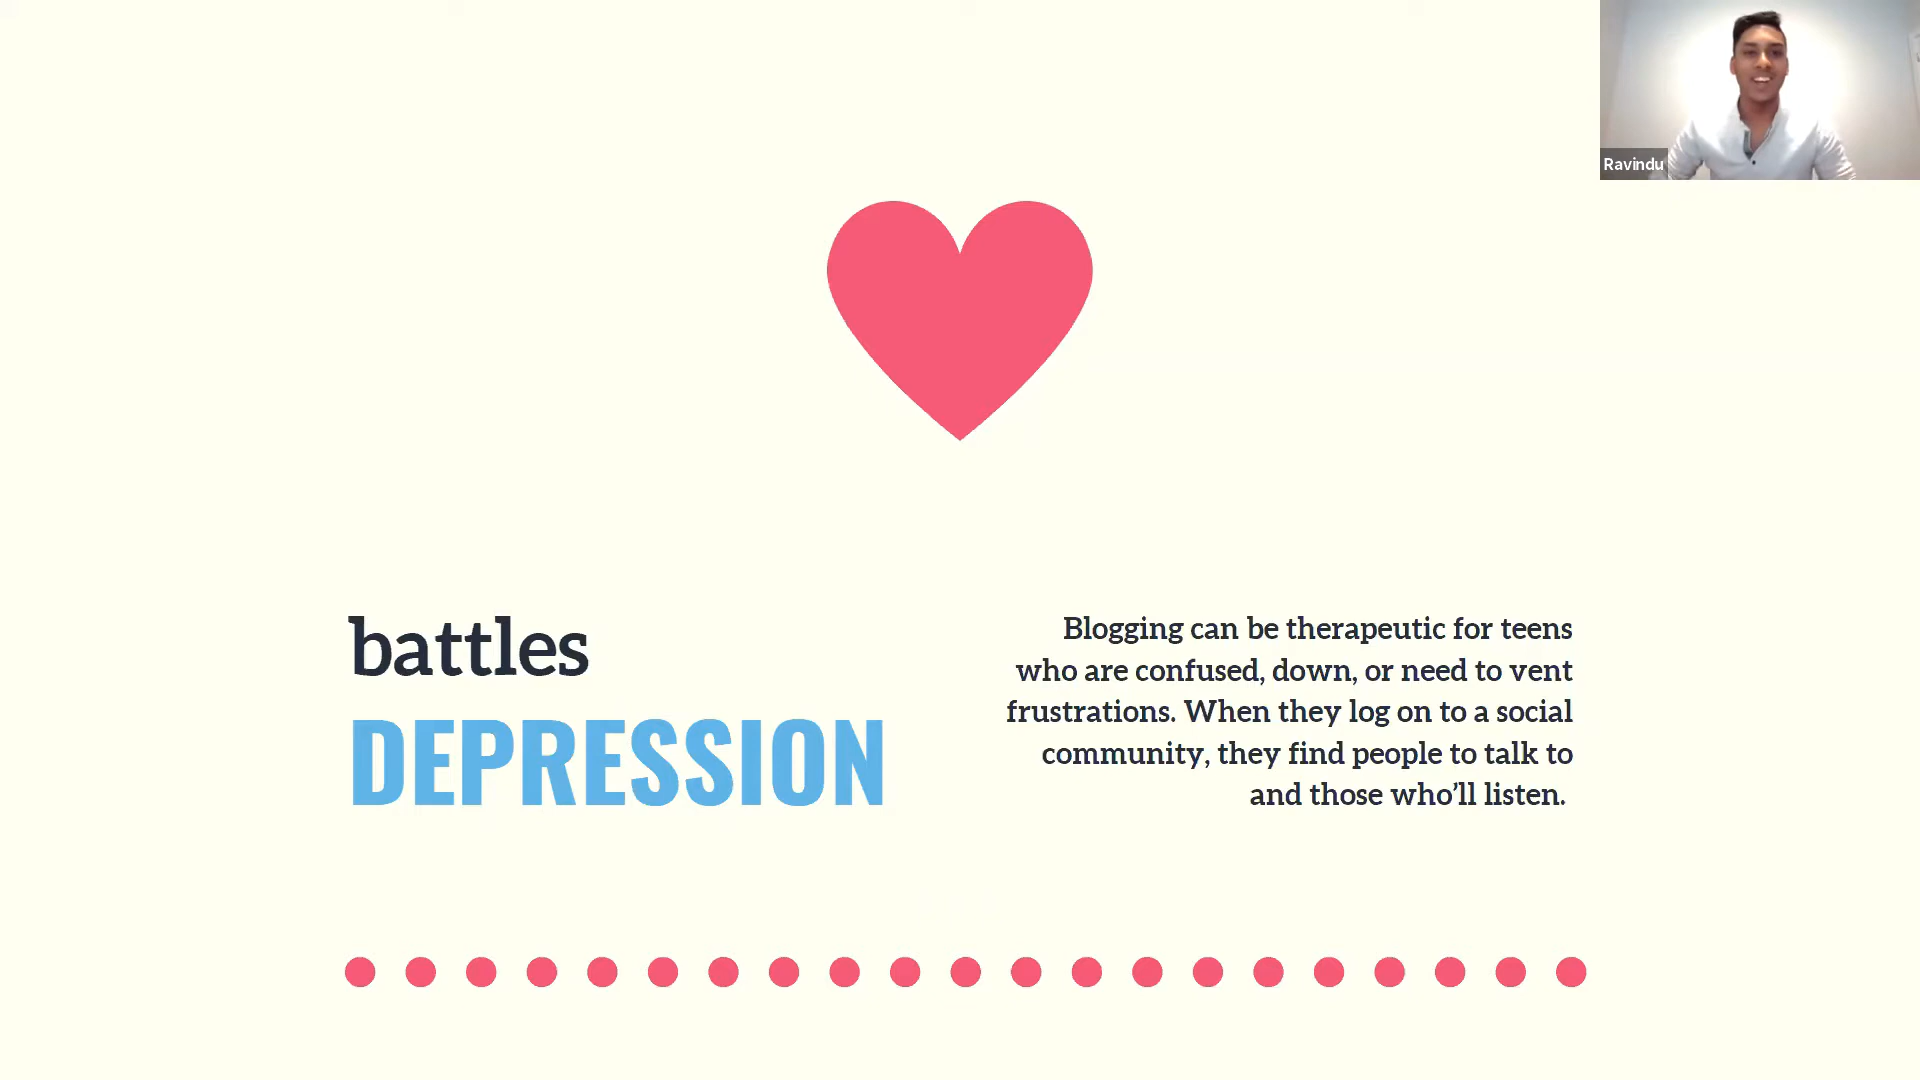 Ravindu
battles
DEPRESSION
Blogging can be therapeutic for teens
who are confused, down, or need to vent
frustrations. When they log on to a social
community, they find people to talk to
and those who’ll listen.